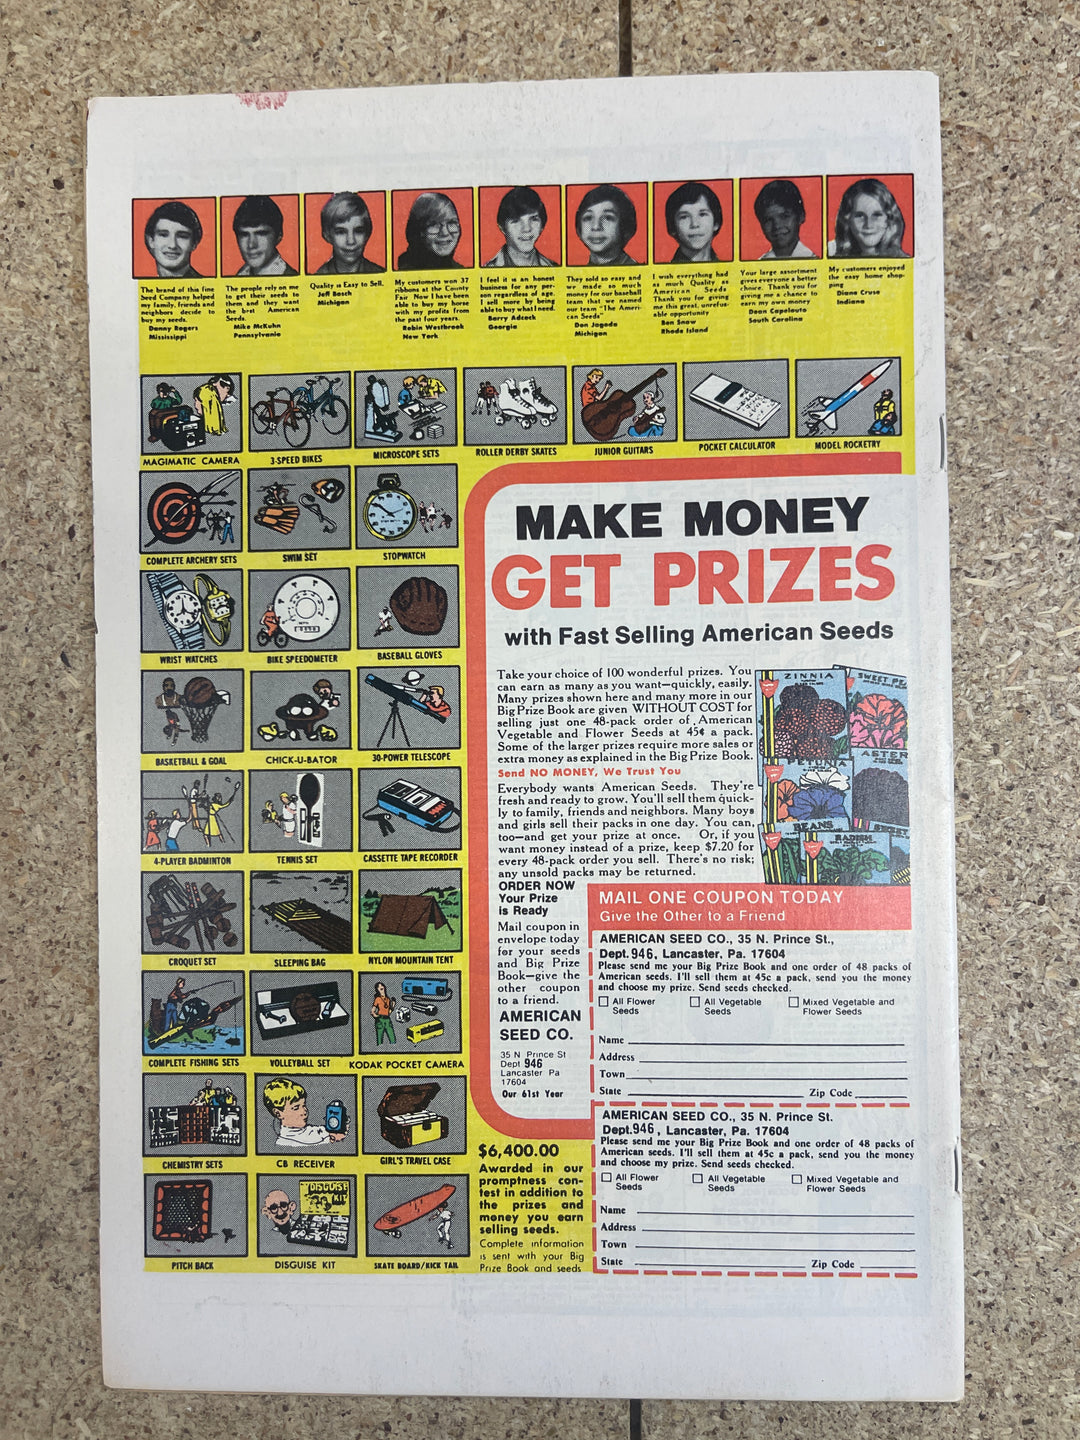 The brand of this fine
Seed Company helped
my family, friends and
neighbors decide to
buy my seeds.
Danny Rogers
Mississippi
The people rely on me
to get their seeds to
them and they want
the best American
Seeds.
Mike McKuhn
Pennsylvania
Quality is Easy to Sell.
Jeff Bosch
Michigan
My customers won 37
ribbons at the County
Fair Now I have been
able to buy my horse
with my profits from
the past four years.
Robin Westbrook
New York
I feel it is an honest
business for any per-
son regardless of age.
I sell more by being
able to buy what I need.
Barry Adcock
Georgia
They sold so easy and
we made so much
money for our baseball
team that we named
our team "The Ameri-
can Seeds"
Don Jagoda
Michigan
I wish everything had
as much Quality as
American Seeds
Thank you for giving
me this great, unrefus-
able opportunity
Ben Snow
Rhode Island
Your large assortment
gives everyone a better
choice. Thank you for
giving me a chance to
earn my own money
Dean Capalouto
South Carolina
My customers enjoyed
the easy home shop-
ping
Diana Cruse
Indiana
MAGIMATIC CAMERA
3-SPEED BIKES
MICROSCOPE SETS
ROLLER DERBY SKATES
JUNIOR GUITARS
POCKET CALCULATOR
MODEL ROCKETRY
COMPLETE ARCHERY SETS
SWIM SET
STOPWATCH
WRIST WATCHES
BIKE SPEEDOMETER
BASEBALL GLOVES
BASKETBALL & GOAL
CHICK-U-BATOR
30-POWER TELESCOPE
4-PLAYER BADMINTON
TENNIS SET
CASSETTE TAPE RECORDER
CROQUET SET
SLEEPING BAG
NYLON MOUNTAIN TENT
COMPLETE FISHING SETS
VOLLEYBALL SET
KODAK POCKET CAMERA
CHEMISTRY SETS
CB RECEIVER
GIRL'S TRAVEL CASE
PITCH BACK
DISGUISE KIT
DISGUISE KIT
SKATE BOARD/KICK TAIL
MAKE MONEY
GET PRIZES
with Fast Selling American Seeds
Take your choice of 100 wonderful prizes. You
can earn as many as you want—quickly, easily.
Many prizes shown here and many more in our
Big Prize Book are given WITHOUT COST for
selling just one 48-pack order of American
Vegetable and Flower Seeds at 45¢ a pack.
Some of the larger prizes require more sales or
extra money as explained in the Big Prize Book.
Send NO MONEY, We Trust You
Everybody wants American Seeds. They're
fresh and ready to grow. You'll sell them quick-
ly to family, friends and neighbors. Many boys
and girls sell their packs in one day. You can,
too—and get your prize at once. Or, if you
want money instead of a prize, keep $7.20 for
every 48-pack order you sell. There's no risk;
any unsold packs may be returned.
ZINNIA
SWEET PE
ASTER
PETUNIA
BEANS
RADISH
SWEET
ORDER NOW
Your Prize
is Ready
Mail coupon in
envelope today
for your seeds
and Big Prize
Book—give the
other coupon
to a friend.
AMERICAN
SEED CO.
35 N Prince St
Dept 946
Lancaster Pa
17604
Our 61st Year
$6,400.00
Awarded in our
promptness con-
test in addition to
the prizes and
money you earn
selling seeds.
Complete information
is sent with your Big
Prize Book and seeds
MAIL ONE COUPON TODAY
Give the Other to a Friend
AMERICAN SEED CO., 35 N. Prince St.,
Dept. 946, Lancaster, Pa. 17604
Please send me your Big Prize Book and one order of 48 packs of
American seeds. I'll sell them at 45c a pack, send you the money
and choose my prize. Send seeds checked.
All Flower Seeds
All Vegetable Seeds
Mixed Vegetable and Flower Seeds
Name
Address
Town
State Zip Code
AMERICAN SEED CO., 35 N. Prince St.
Dept. 946, Lancaster, Pa. 17604
Please send me your Big Prize Book and one order of 48 packs of
American seeds. I'll sell them at 45c a pack, send you the money
and choose my prize. Send seeds checked.
All Flower Seeds
All Vegetable Seeds
Mixed Vegetable and Flower Seeds
Name
Address
Town
State Zip Code